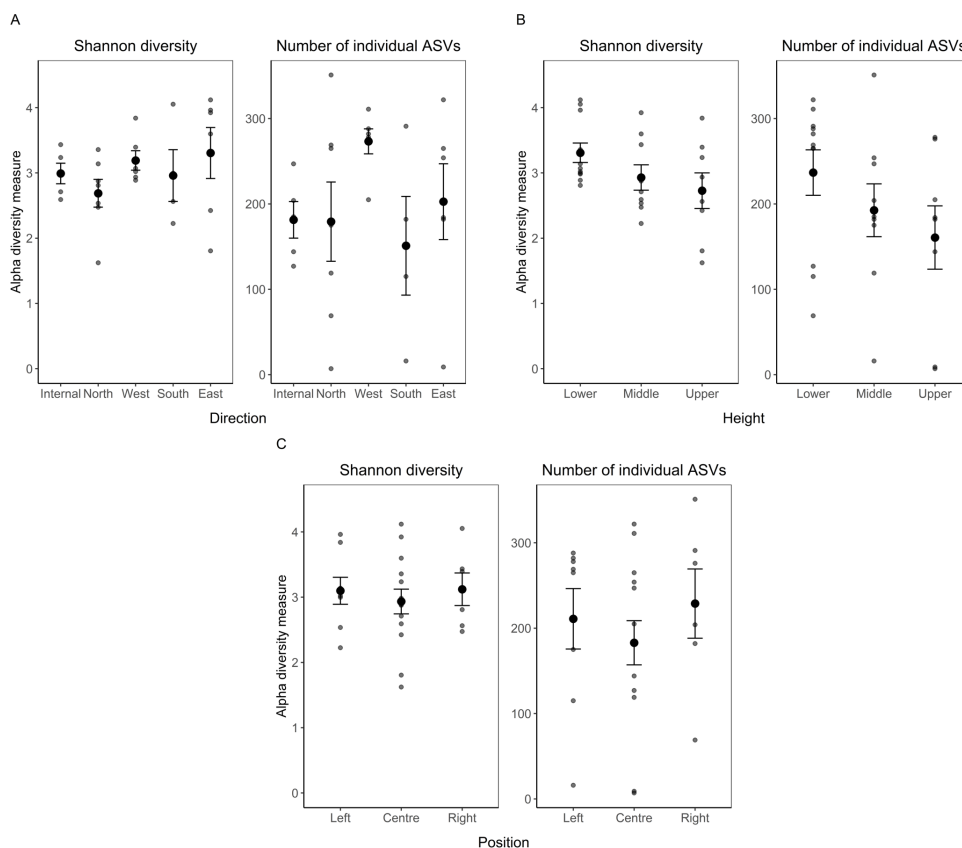 A
Shannon diversity
Number of individual ASVs
Alpha diversity measure
4
3
2
1
0
300
200
100
0
Internal North West South East
Internal North West South East
Direction
B
Shannon diversity
Number of individual ASVs
Alpha diversity measure
4
3
2
1
0
300
200
100
0
Lower Middle Upper
Lower Middle Upper
Height
C
Shannon diversity
Number of individual ASVs
Alpha diversity measure
4
3
2
1
0
300
200
100
0
Left Centre Right
Left Centre Right
Position